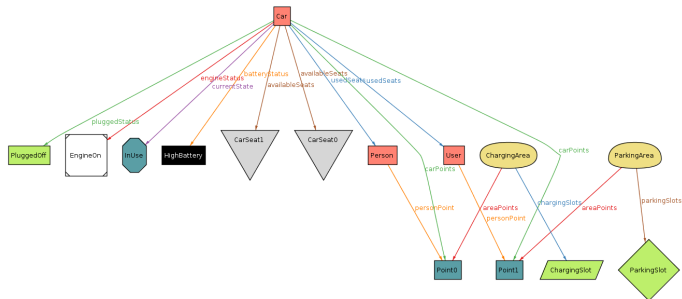 Car
batteryStatus
availableSeats
engineStatus
usedSeats
usedSeats
currentState
availableSeats
pluggedStatus
carPoints
PluggedOff
EngineOn
InUse
HighBattery
CarSeat1
CarSeat0
Person
User
ChargingArea
ParkingArea
carPoints
chargingSlots
parkingSlots
personPoint
areaPoints
areaPoints
personPoint
Point0
Point1
ChargingSlot
ParkingSlot